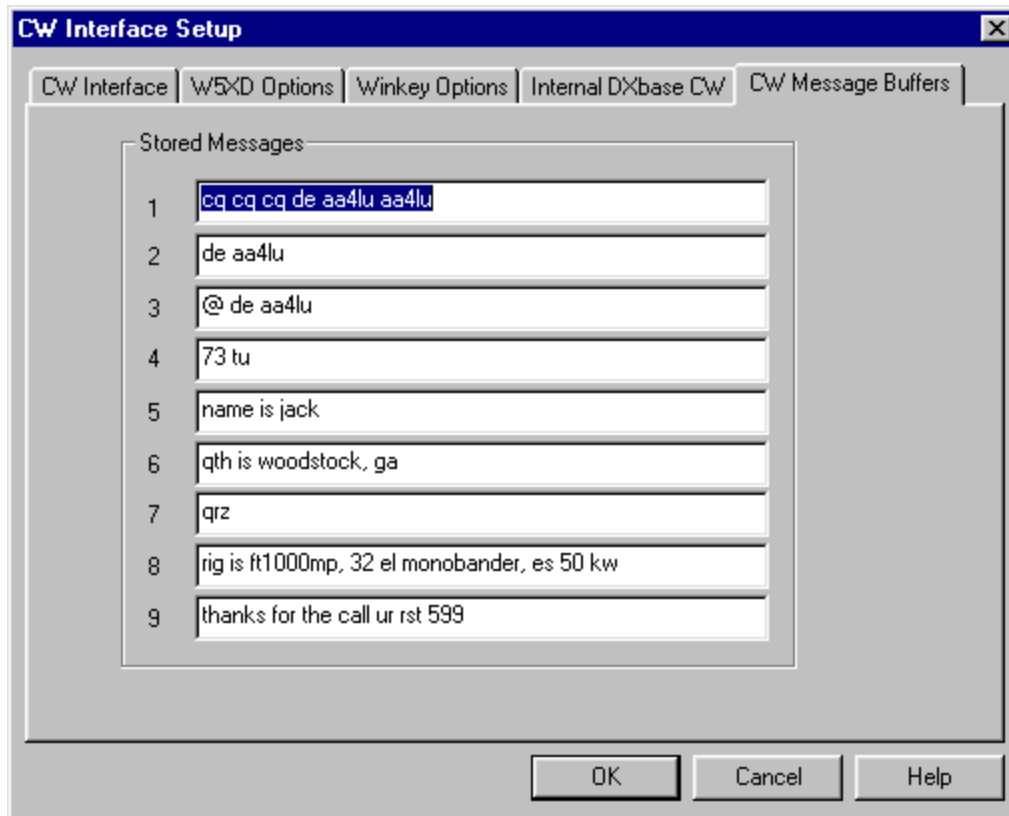 CW Interface Setup
CW Interface W5XD Options Winkey Options Internal DXbase CW CW Message Buffers
Stored Messages
1 cq cq cq de aa4lu aa4lu
2 de aa4lu
3 @ de aa4lu
4 73 tu
5 name is jack
6 qth is woodstock, ga
7 qrz
8 rig is ft1000mp, 32 el monobander, es 50 kw
9 thanks for the call ur rst 599
OK Cancel Help